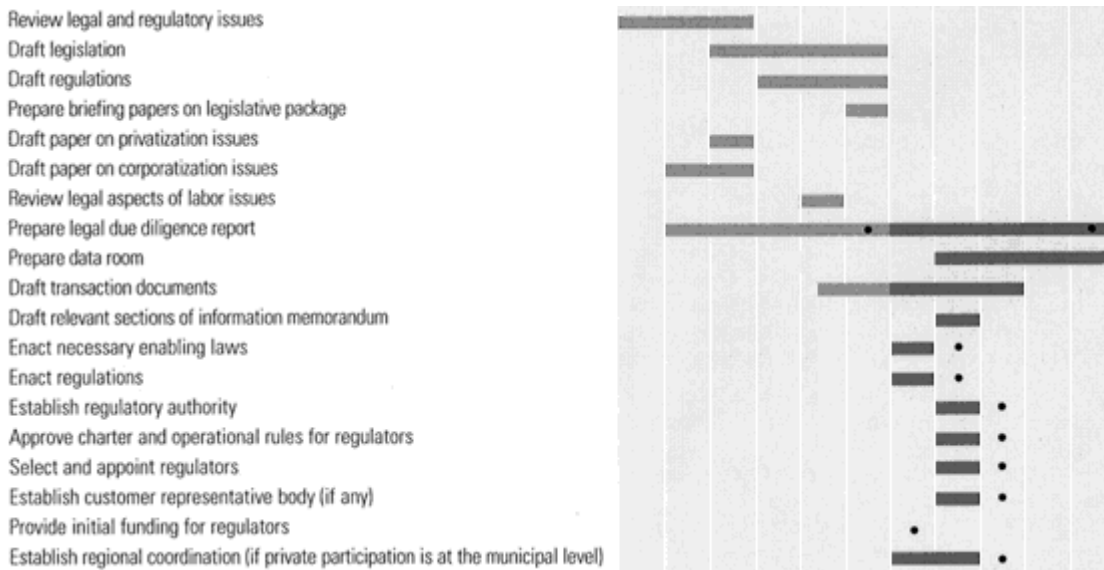 Review legal and regulatory issues
Draft legislation
Draft regulations
Prepare briefing papers on legislative package
Draft paper on privatization issues
Draft paper on corporatization issues
Review legal aspects of labor issues
Prepare legal due diligence report
Prepare data room
Draft transaction documents
Draft relevant sections of information memorandum
Enact necessary enabling laws
Enact regulations
Establish regulatory authority
Approve charter and operational rules for regulators
Select and appoint regulators
Establish customer representative body (if any)
Provide initial funding for regulators
Establish regional coordination (if private participation is at the municipal level)